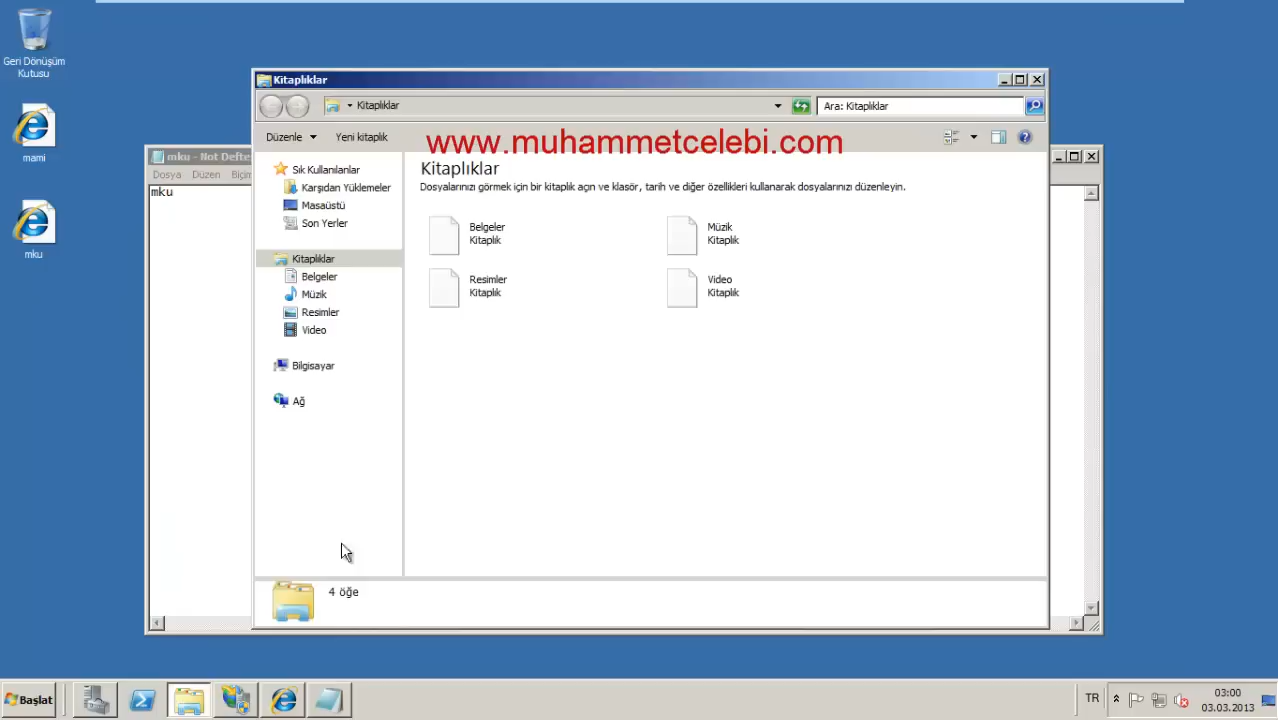 Geri Dönüşüm
Kutusu
mami
mku
mku - Not Defte
Dosya Düzen Biçin
mku
Kitaplıklar
Kitaplıklar
Ara: Kitaplıklar
Düzenle Yeni kitaplık
www.muhammetcelebi.com
Sık Kullanılanlar
Karşıdan Yüklemeler
Masaüstü
Son Yerler
Kitaplıklar
Belgeler
Müzik
Resimler
Video
Bilgisayar
Ağ
Kitaplıklar
Dosyalarınızı görmek için bir kitaplık açın ve klasör, tarih ve diğer özellikleri kullanarak dosyalarınızı düzenleyin.
Belgeler
Kitaplık
Müzik
Kitaplık
Resimler
Kitaplık
Video
Kitaplık
4 öğe
Başlat
TR
03:00
03.03.2013